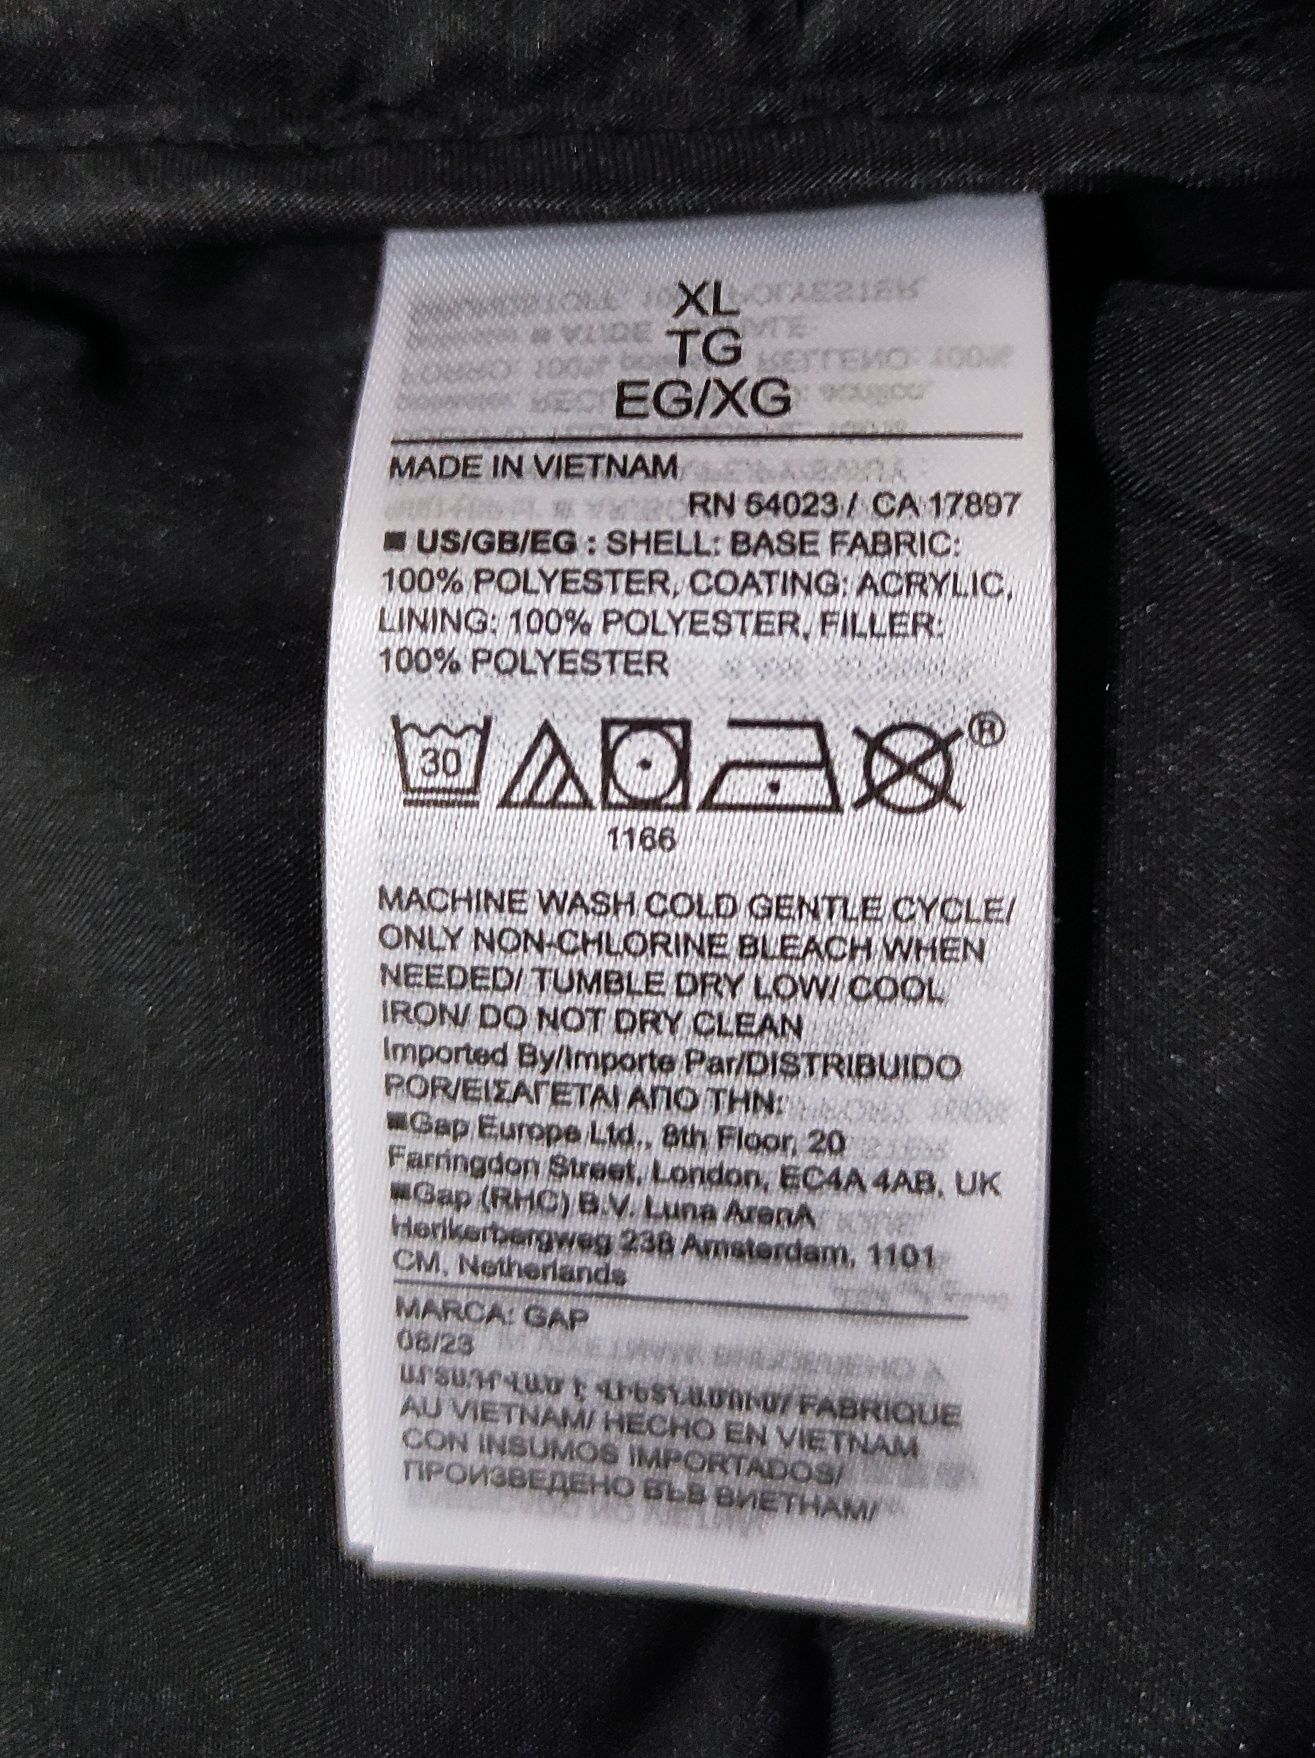 XL
TG
EG/XG
MADE IN VIETNAM
RN 54023 / CA 17897
■ US/GB/EG : SHELL: BASE FABRIC:
100% POLYESTER, COATING: ACRYLIC,
LINING: 100% POLYESTER, FILLER:
100% POLYESTER
30
®
1166
MACHINE WASH COLD GENTLE CYCLE/
ONLY NON-CHLORINE BLEACH WHEN
NEEDED/ TUMBLE DRY LOW/ COOL
IRON/ DO NOT DRY CLEAN
Imported By/Importe Par/DISTRIBUIDO
POR/ΕΙΣΑΓΕΤΑΙ ΑΠΟ ΤΗΝ:
■Gap Europe Ltd., 8th Floor, 20
Farringdon Street, London, EC4A 4AB, UK
■Gap (RHC) B.V. Luna ArenA
Herikerbergweg 238 Amsterdam, 1101
CM, Netherlands
MARCA: GAP
08/23
ԱՐՏԱԴՐՎԱԾ Է ՎԻԵՏՆԱՄՈՒՄ/ FABRIQUE
AU VIETNAM/ HECHO EN VIETNAM
CON INSUMOS IMPORTADOS/
ПРОИЗВЕДЕНО ВЪВ ВИЕТНАМ/